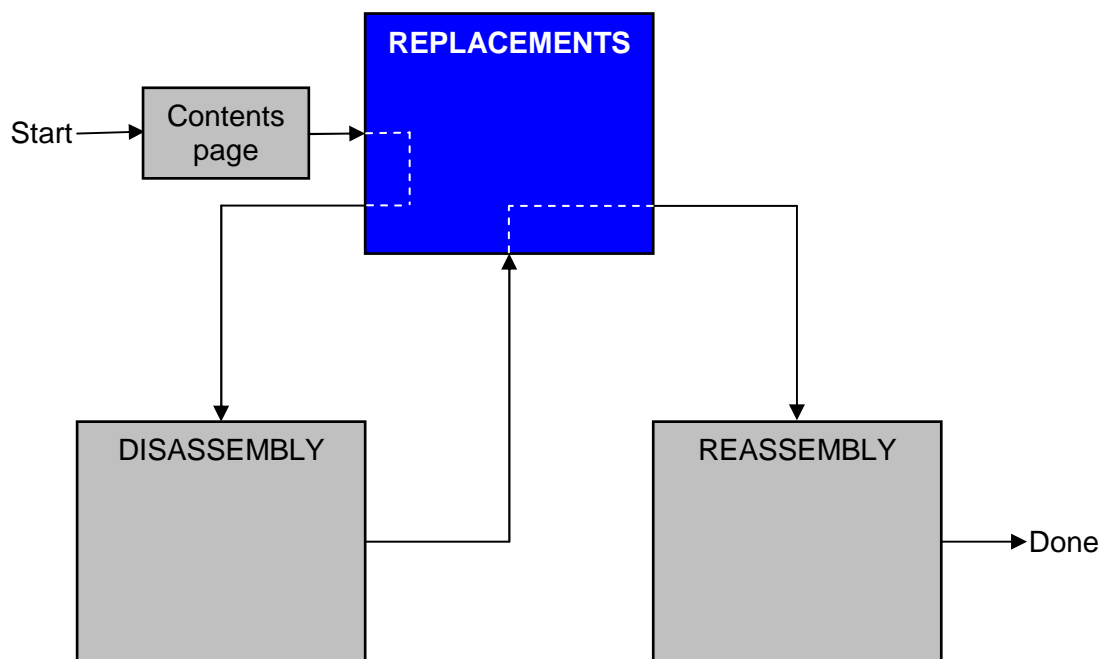 REPLACEMENTS
Start
Contents
page
DISASSEMBLY
REASSEMBLY
Done